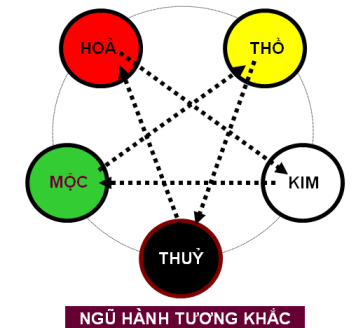 HOẢ
THỔ
MỘC
KIM
THUỶ
NGŨ HÀNH TƯƠNG KHẮC